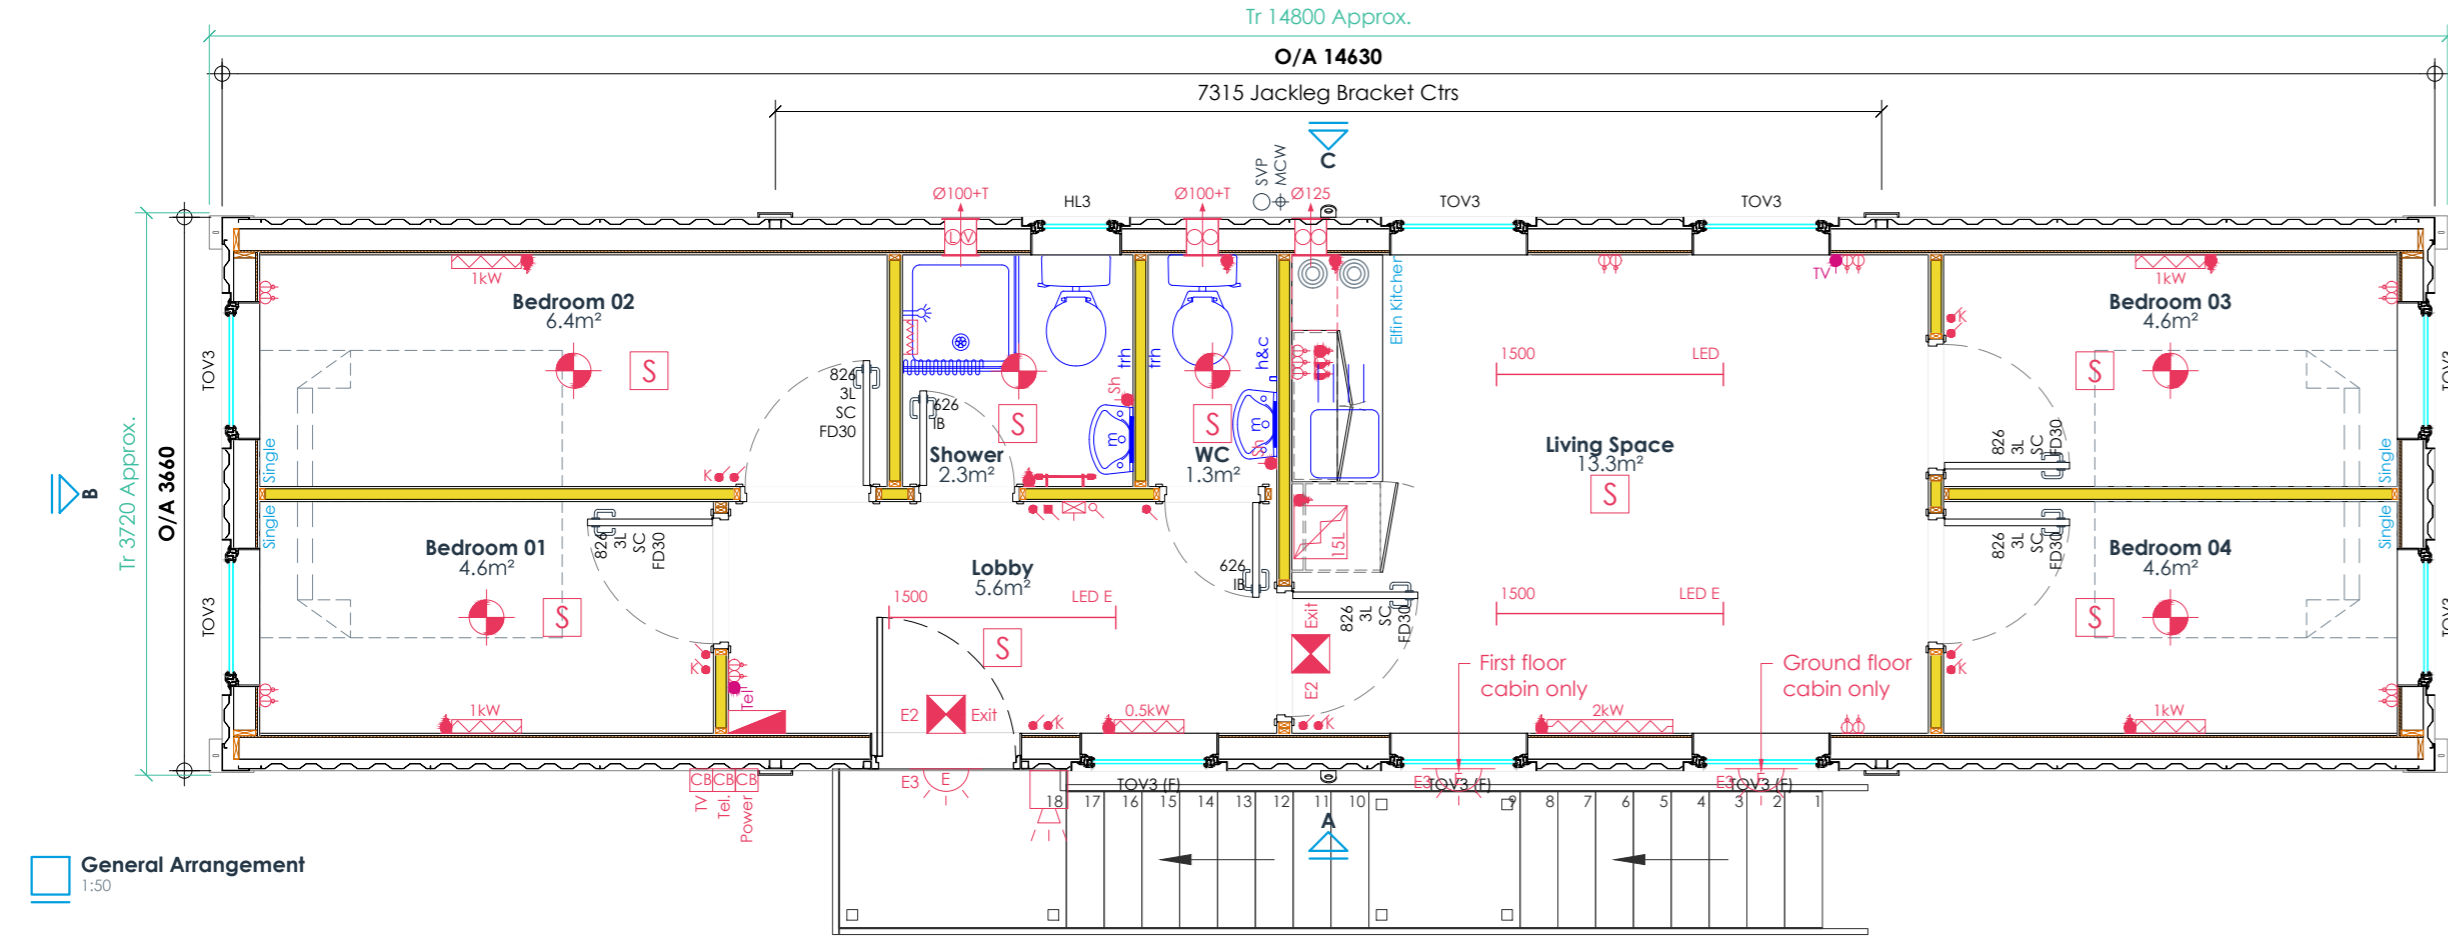 Tr 14800 Approx.
O/A 14630
7315 Jackleg Bracket Ctrs
C
SVP
MCW
Ø100+T
HL3
Ø100+T
Ø125
TOV3
TOV3
L V
1kW
Bedroom 02
6.4m²
S
TOV3
Single
K
826
3L
SC
FD30
626
IB
Shower
2.3m²
S
Sh
trh
m
trh
h&c
S
m
Sh
WC
1.3m²
Elfin Kitchen
TV
1500
LED
Living Space
13.3m²
S
K
1kW
Bedroom 03
4.6m²
S
TOV3
Single
826
3L
SC
FD30
B
Tr 3720 Approx.
O/A 3660
Single
TOV3
Bedroom 01
4.6m²
S
826
3L
SC
FD30
K
1kW
Tel
Lobby
5.6m²
1500
LED E
S
626
IB
15L
E2
Exit
0.5kW
K
E2
Exit
826
3L
SC
FD30
K
1500
LED E
First floor
cabin only
Ground floor
cabin only
2kW
826
3L
SC
FD30
K
Bedroom 04
4.6m²
S
Single
TOV3
1kW
CB CB CB
TV
Tel.
Power
E3
E
TOV3 (F)
E3
E
TOV3 (F)
E3
E
TOV3 (F)
18 17 16 15 14 13 12 11 10 9 8 7 6 5 4 3 2 1
A
General Arrangement
1:50